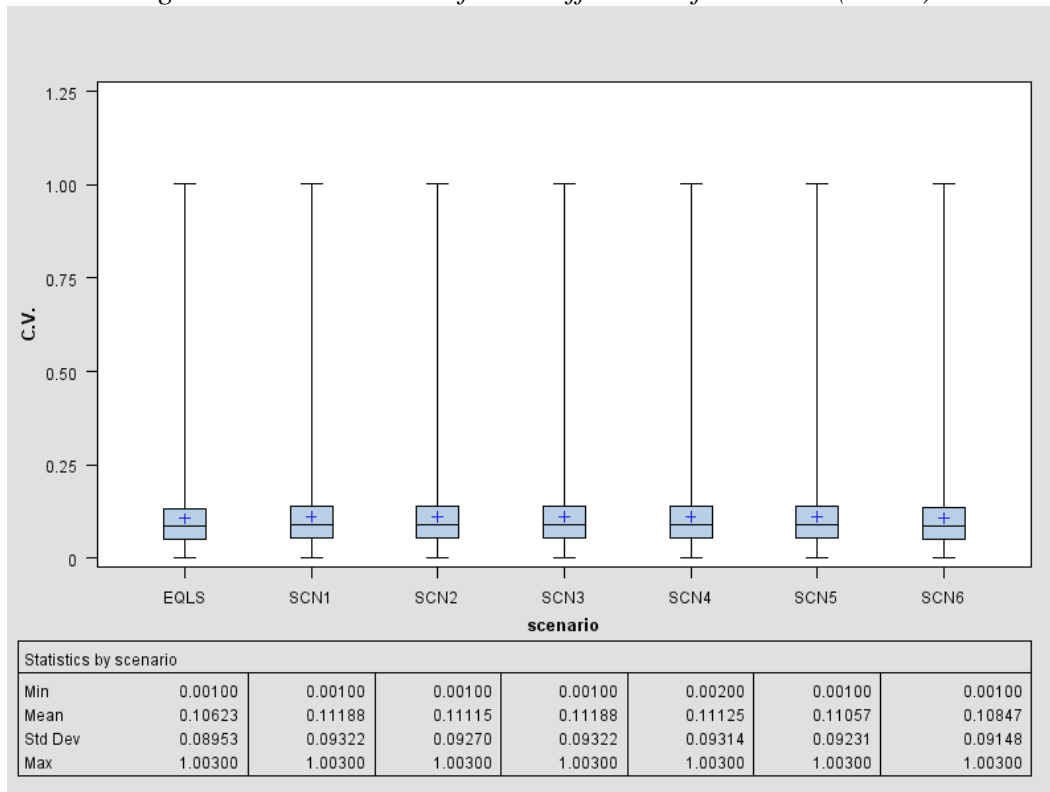 1.25
1.00
0.75
0.50
0.25
0
C.V.
EQLS SCN1 SCN2 SCN3 SCN4 SCN5 SCN6
scenario
Statistics by scenario
Min 0.00100 0.00100 0.00100 0.00100 0.00200 0.00100 0.00100
Mean 0.10623 0.11188 0.11115 0.11188 0.11125 0.11057 0.10847
Std Dev 0.08953 0.09322 0.09270 0.09322 0.09314 0.09231 0.09148
Max 1.00300 1.00300 1.00300 1.00300 1.00300 1.00300 1.00300